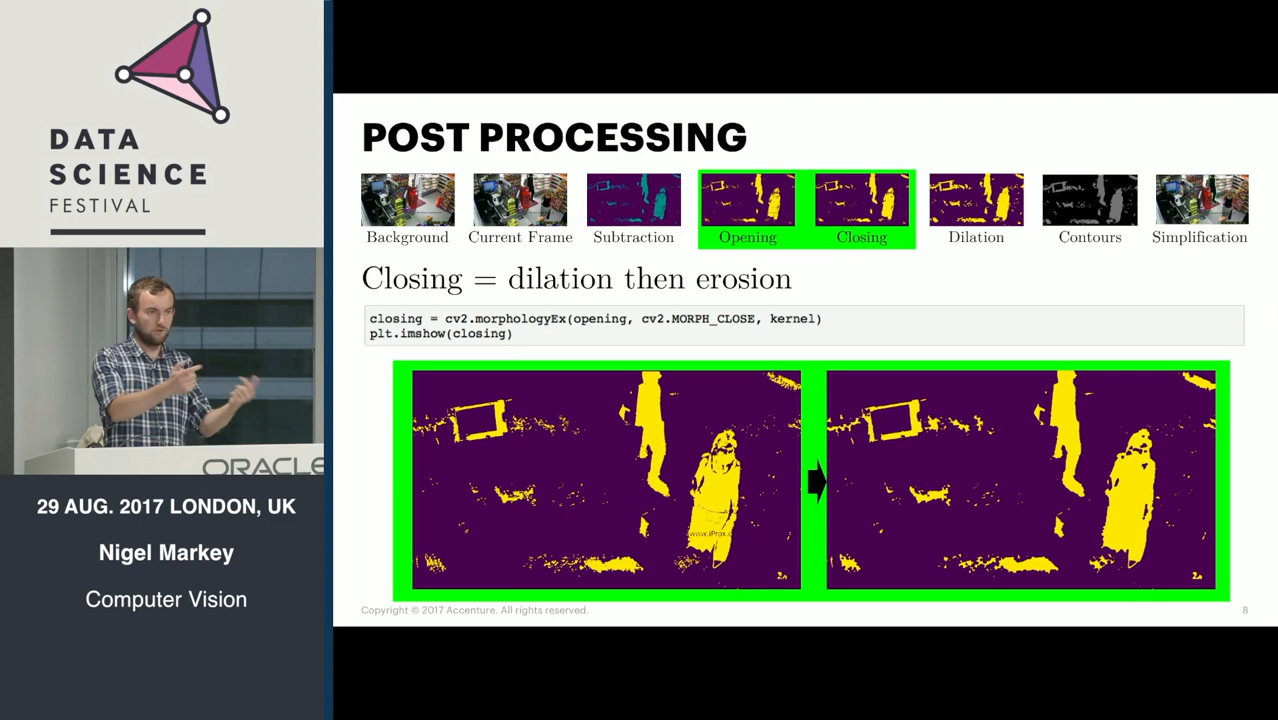 DATA
SCIENCE
FESTIVAL
ORACLE
29 AUG. 2017 LONDON, UK
Nigel Markey
Computer Vision
POST PROCESSING
Background
Current Frame
Subtraction
Opening
Closing
Dilation
Contours
Simplification
Closing = dilation then erosion
closing = cv2.morphologyEx(opening, cv2.MORPH_CLOSE, kernel)
plt.imshow(closing)
Copyright © 2017 Accenture. All rights reserved.
8